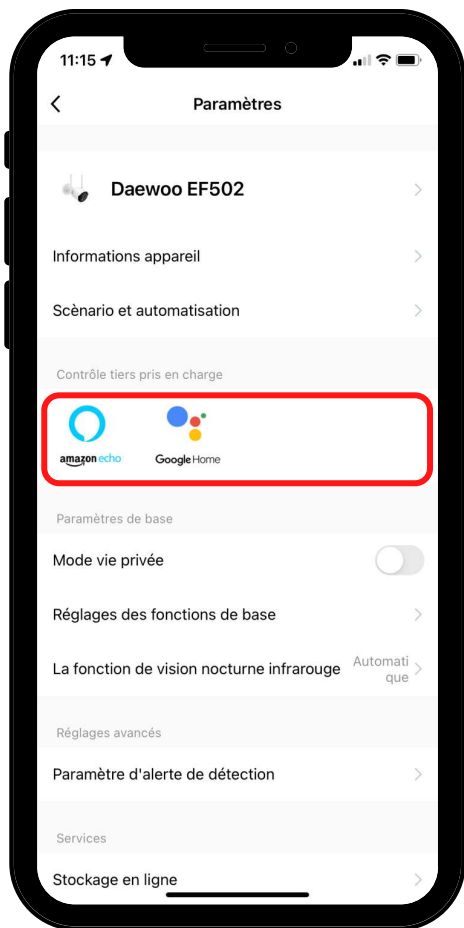 11:15
Paramètres
Daewoo EF502
Informations appareil
Scènario et automatisation
Contrôle tiers pris en charge
amazon echo
Google Home
Paramètres de base
Mode vie privée
Réglages des fonctions de base
La fonction de vision nocturne infrarouge
Automati
que
Réglages avancés
Paramètre d'alerte de détection
Services
Stockage en ligne